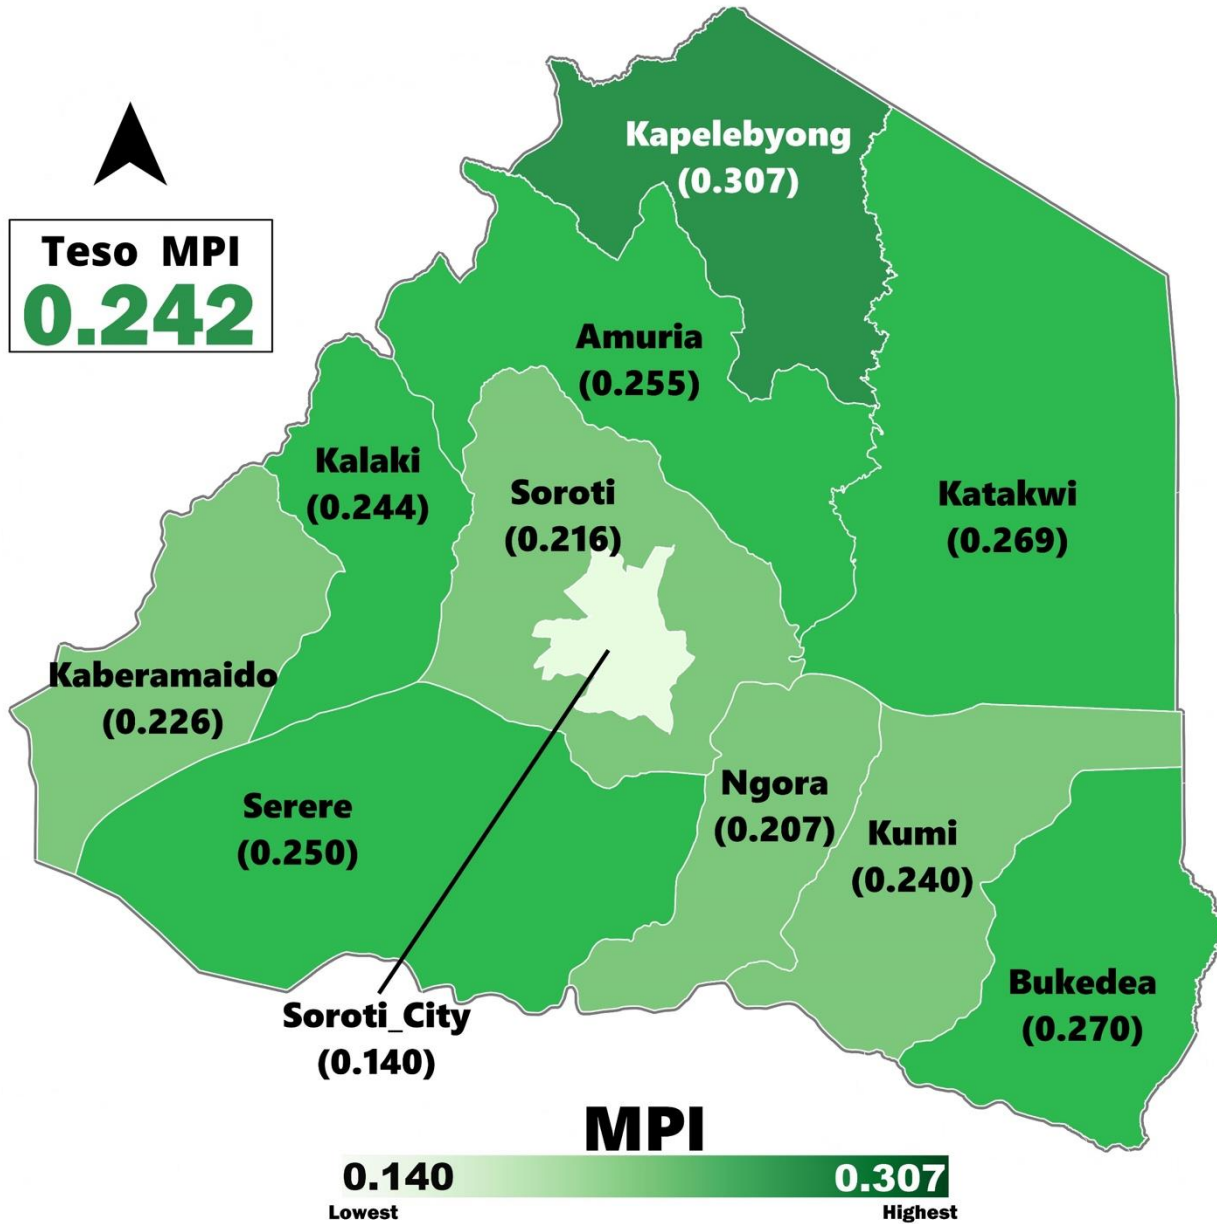 Kapelebyong
(0.307)
Teso MPI
0.242
Amuria
(0.255)
Kalaki
(0.244)
Soroti
(0.216)
Katakwi
(0.269)
Kaberamaido
(0.226)
Serere
(0.250)
Ngora
(0.207)
Kumi
(0.240)
Bukedea
(0.270)
Soroti_City
(0.140)
MPI
0.140
0.307
Lowest
Highest